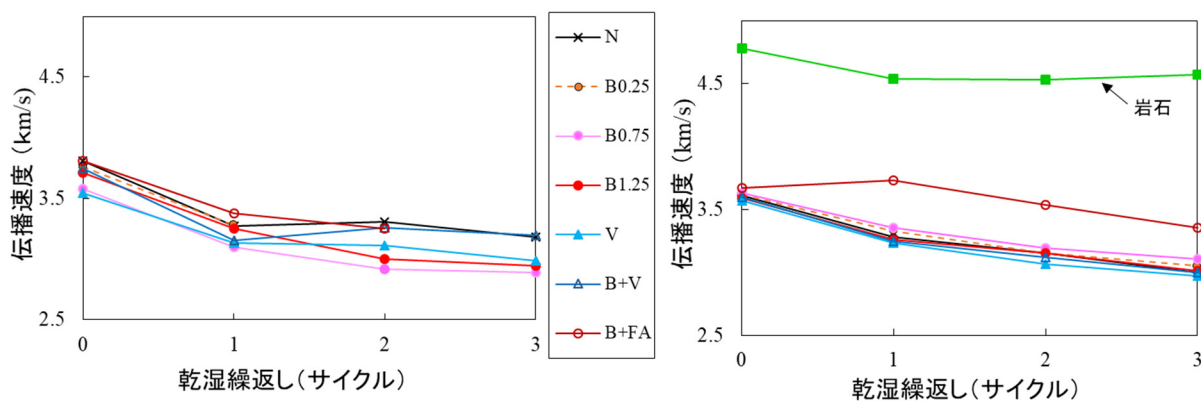 伝播速度 (km/s)
4.5
3.5
2.5
0 1 2 3
乾湿繰返し(サイクル)
N
B0.25
B0.75
B1.25
V
B+V
B+FA
伝播速度 (km/s)
4.5
3.5
2.5
岩石
0 1 2 3
乾湿繰返し(サイクル)